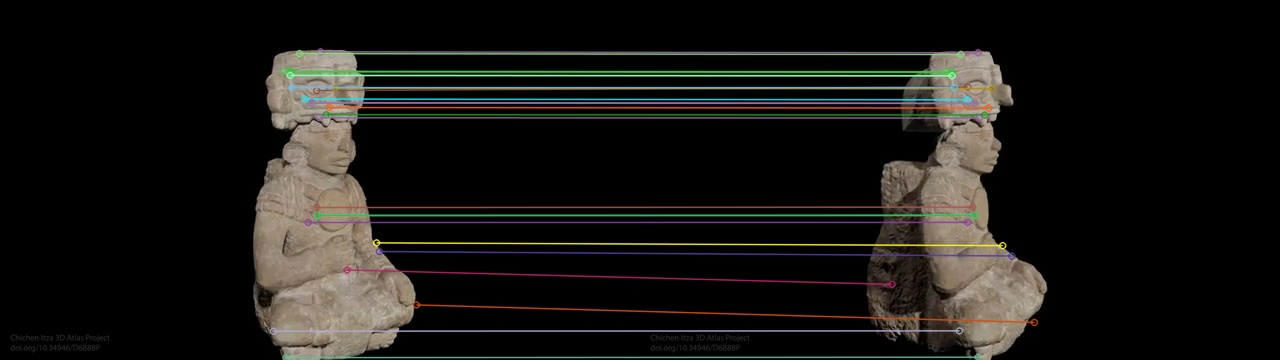 Chichen Itza 3D Atlas Project
doi.org/10.34946/D6B88P
Chichen Itza 3D Atlas Project
doi.org/10.34946/D6B88P